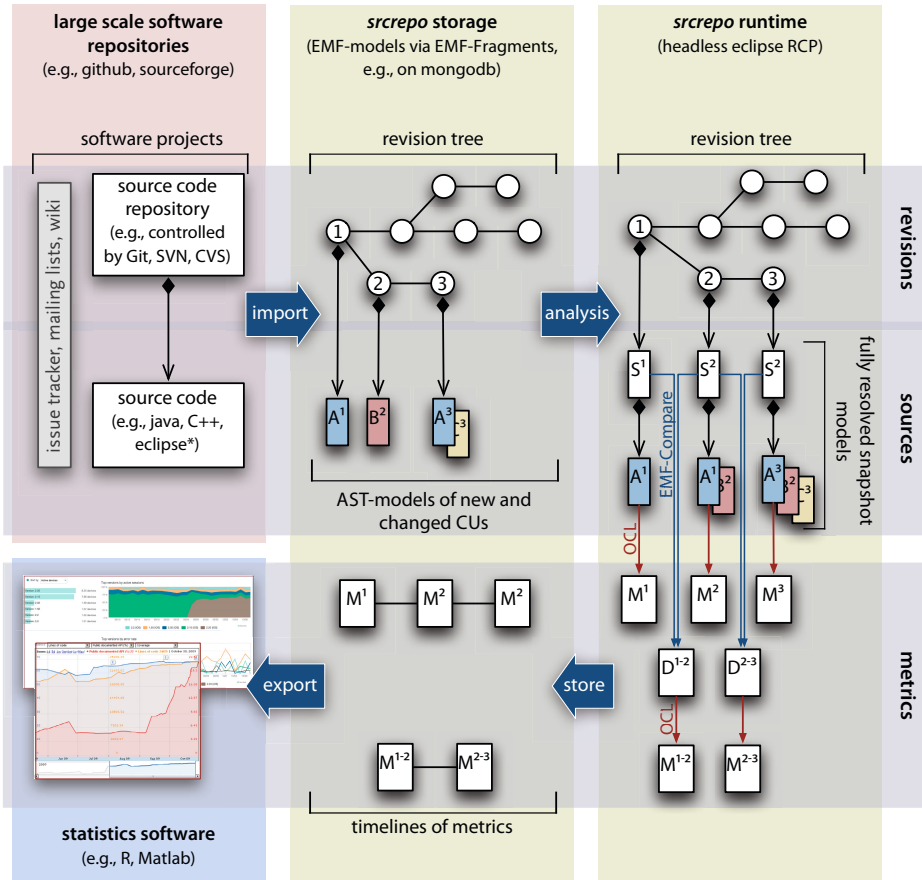 large scale software
repositories
(e.g., github, sourceforge)
srcrepo storage
(EMF-models via EMF-Fragments,
e.g., on mongodb)
srcrepo runtime
(headless eclipse RCP)
software projects
revision tree
revision tree
issue tracker, mailing lists, wiki
source code
repository
(e.g., controlled
by Git, SVN, CVS)
1
2
3
1
2
3
revisions
import
analysis
source code
(e.g., java, C++,
eclipse*)
A1
B2
A3
-3
S1
S2
S2
EMF-Compare
A1
A1
B2
A3
B2
-3
fully resolved snapshot
models
sources
AST-models of new and
changed CUs
OCL
M1
M2
M2
M1
M2
M3
export
store
D1-2
D2-3
OCL
M1-2
M2-3
M1-2
M2-3
metrics
timelines of metrics
statistics software
(e.g., R, Matlab)